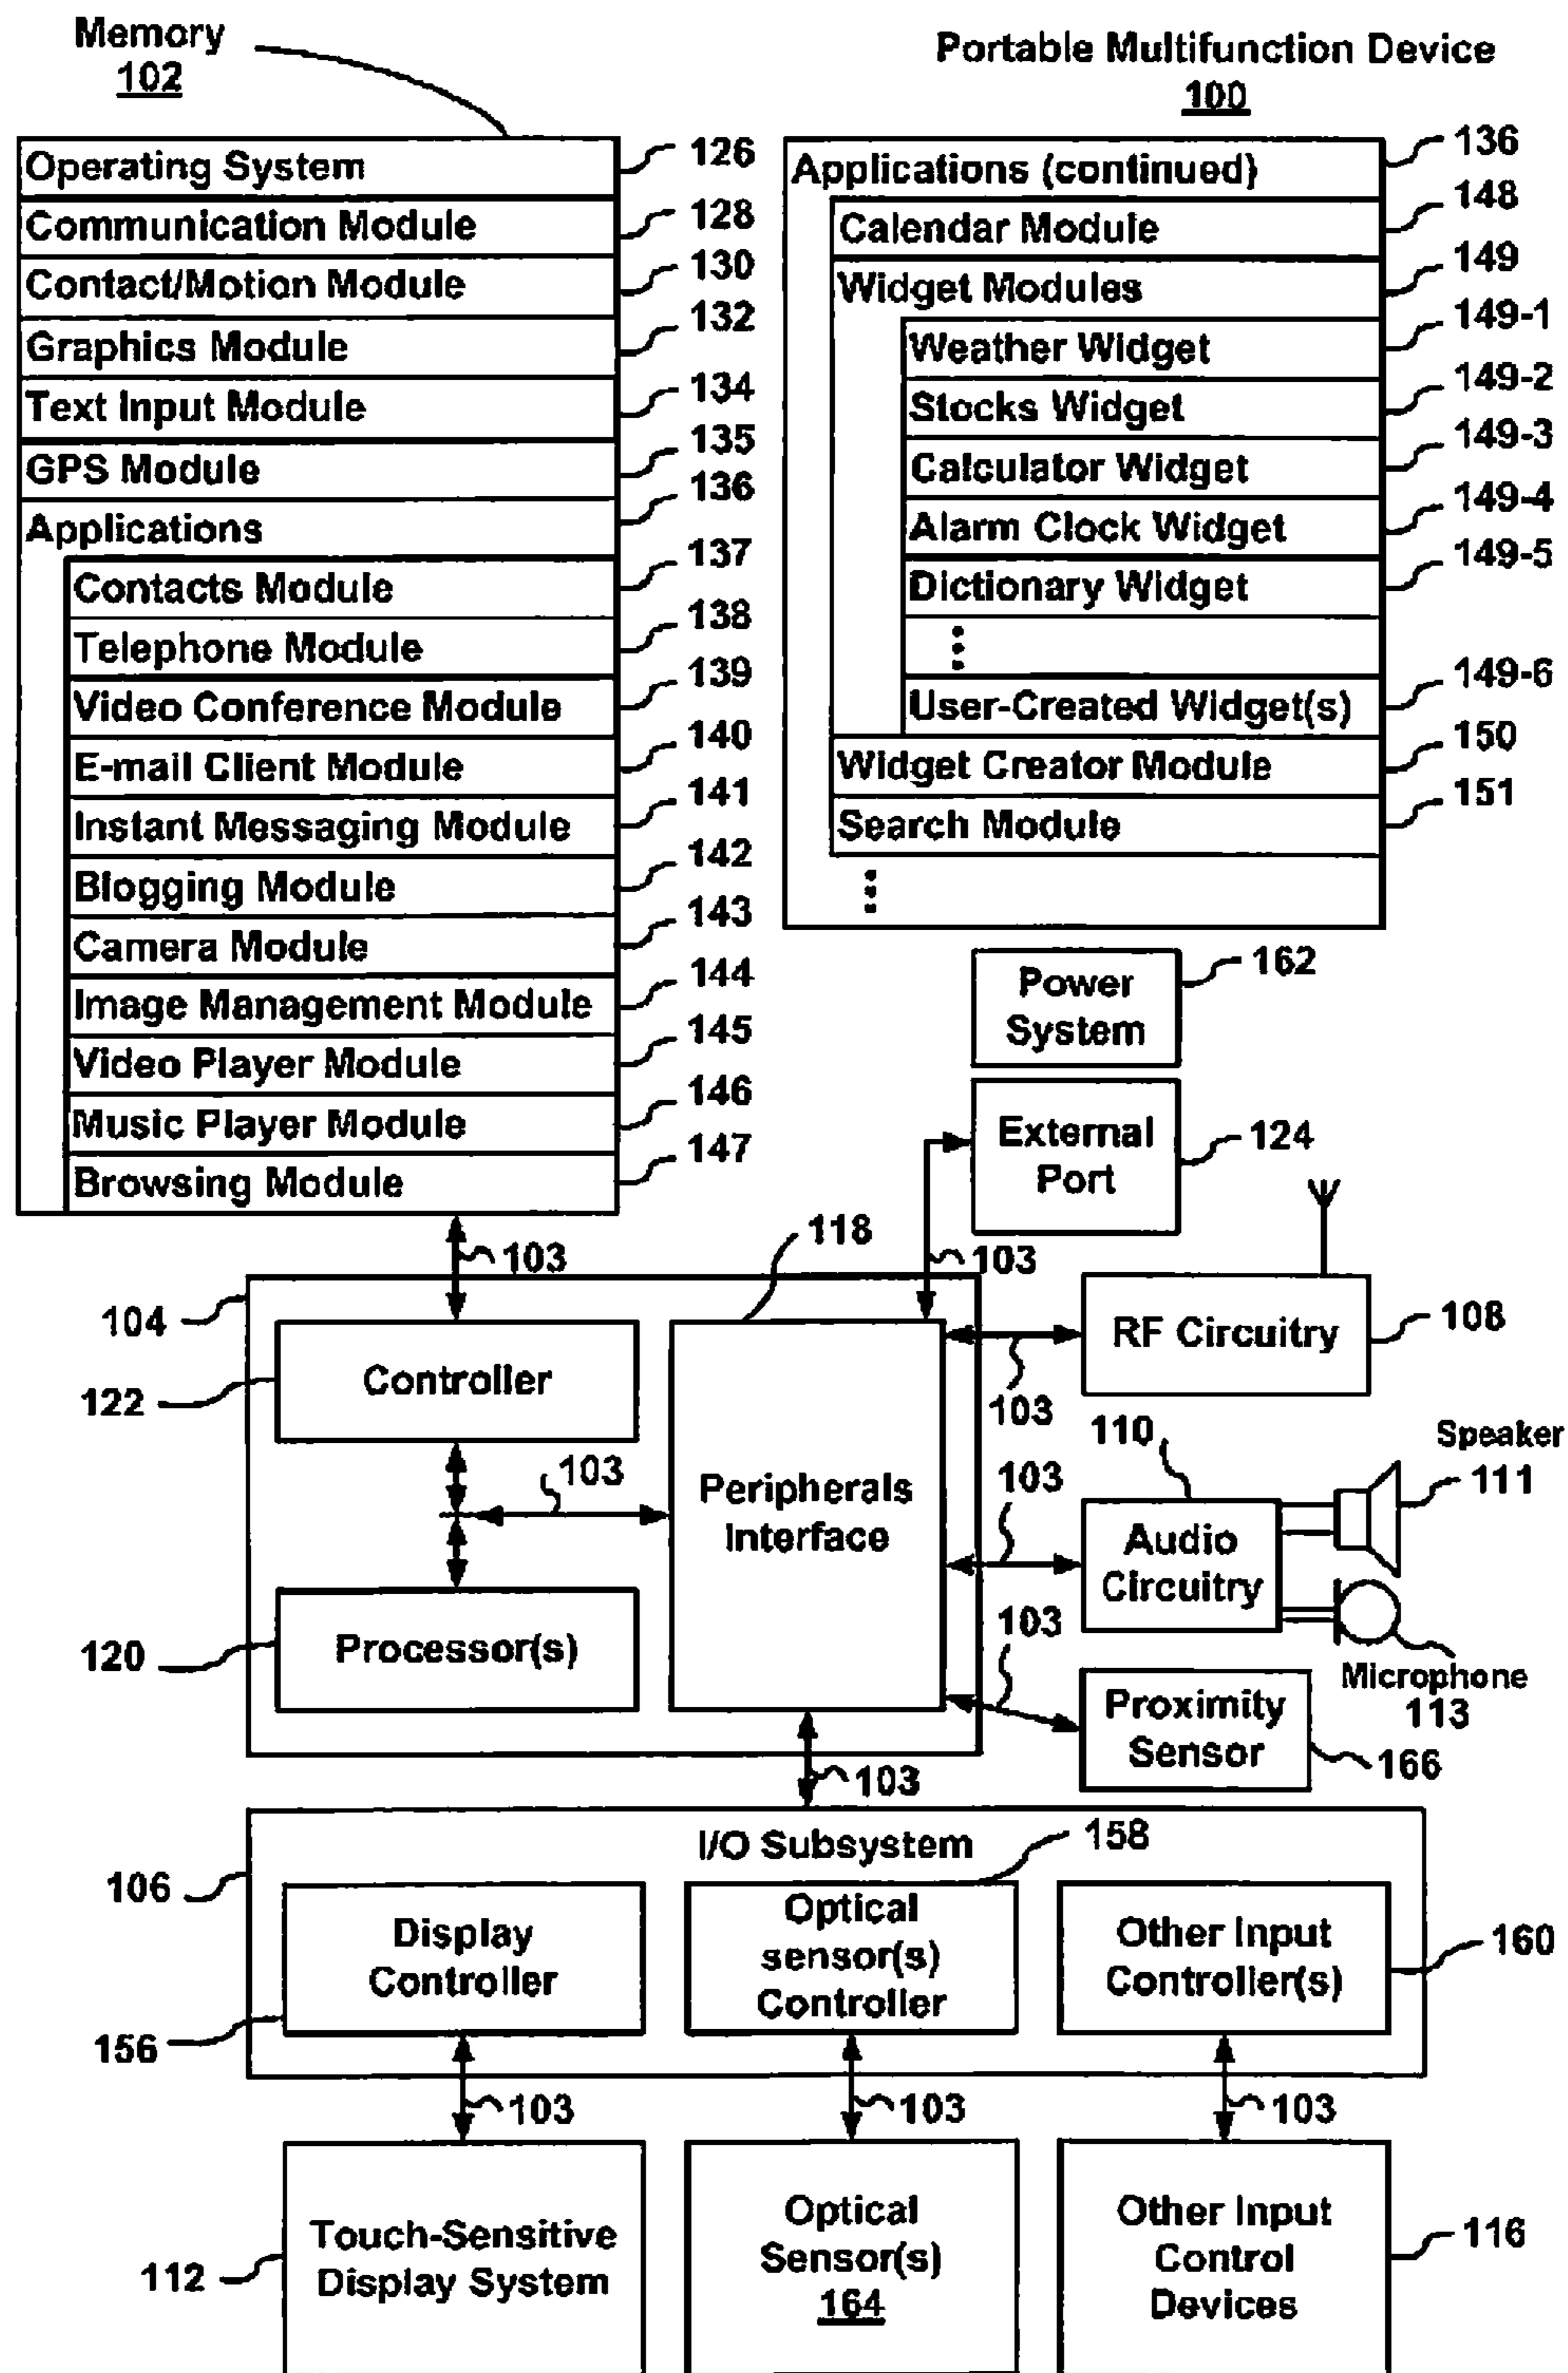 Memory
102
Portable Multifunction Device
100
Operating System
126
Communication Module
128
Contact/Motion Module
130
Graphics Module
132
Text Input Module
134
GPS Module
135
Applications
136
Contacts Module
137
Telephone Module
138
Video Conference Module
139
E-mail Client Module
140
Instant Messaging Module
141
Blogging Module
142
Camera Module
143
Image Management Module
144
Video Player Module
145
Music Player Module
146
Browsing Module
147
Applications (continued)
136
Calendar Module
148
Widget Modules
149
Weather Widget
149-1
Stocks Widget
149-2
Calculator Widget
149-3
Alarm Clock Widget
149-4
Dictionary Widget
149-5
User-Created Widget(s)
149-6
Widget Creator Module
150
Search Module
151
Power
System
162
External
Port
124
103
118
103
104
Controller
122
RF Circuitry
108
103
103
Peripherals
Interface
110
Speaker
111
103
Audio
Circuitry
Processor(s)
120
103
Microphone
113
Proximity
Sensor
166
103
I/O Subsystem
158
106
Display
Controller
156
Optical
sensor(s)
Controller
Other Input
Controller(s)
160
103
103
103
Touch-Sensitive
Display System
112
Optical
Sensor(s)
164
Other Input
Control
Devices
116